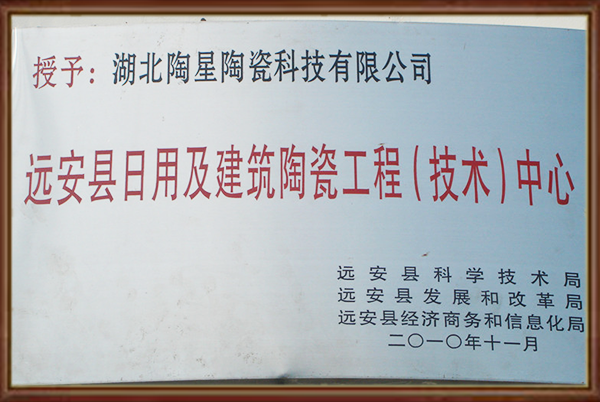 授予：湖北陶星陶瓷科技有限公司
远安县日用及建筑陶瓷工程（技术）中心
远安县科学技术局
远安县发展和改革局
远安县经济商务和信息化局
二〇一〇年十一月